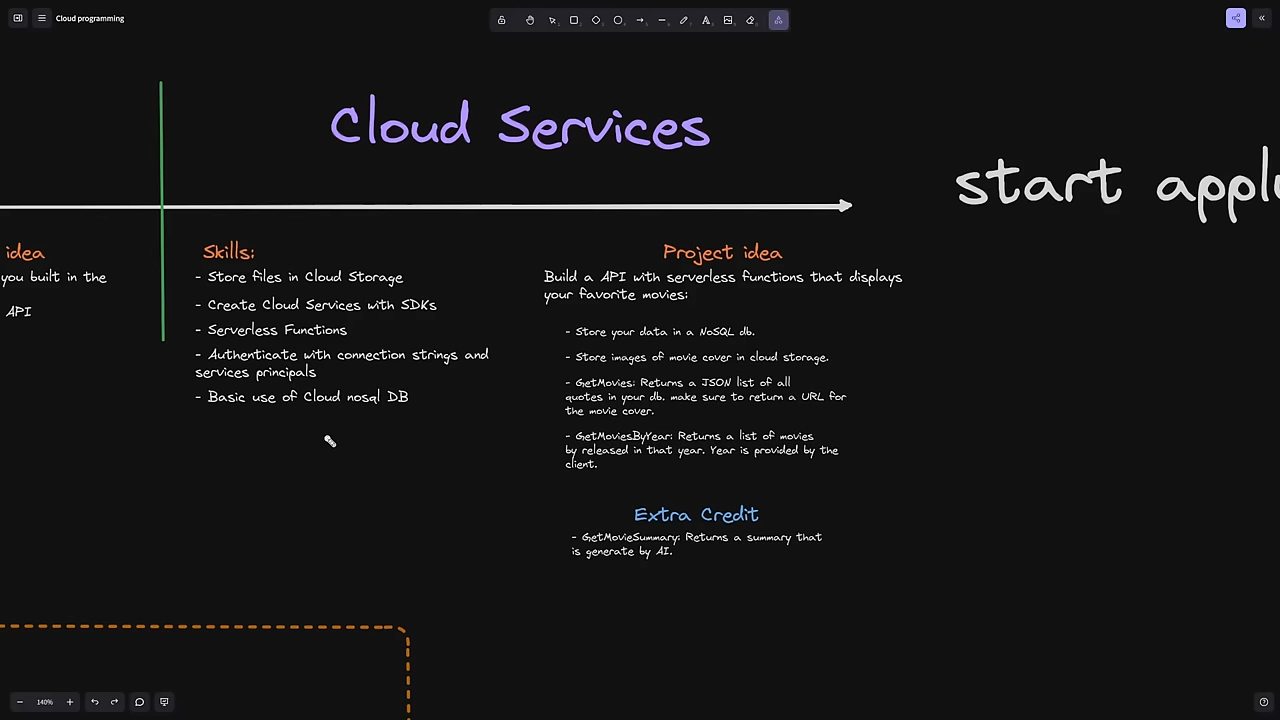 Cloud programming
Cloud Services
start
idea
you built in the
API
Skills:
- Store files in Cloud Storage
- Create Cloud Services with SDKs
- Serverless Functions
- Authenticate with connection strings and
services principals
- Basic use of Cloud nosql DB
Project idea
Build a API with serverless functions that displays
your favorite movies:
- Store your data in a NoSQL db.
- Store images of movie cover in cloud storage.
- GetMovies: Returns a JSON list of all
quotes in your db. make sure to return a URL for
the movie cover.
- GetMoviesByYear: Returns a list of movies
by released in that year. Year is provided by the
client.
Extra Credit
- GetMovieSummary: Returns a summary that
is generate by AI.
140%